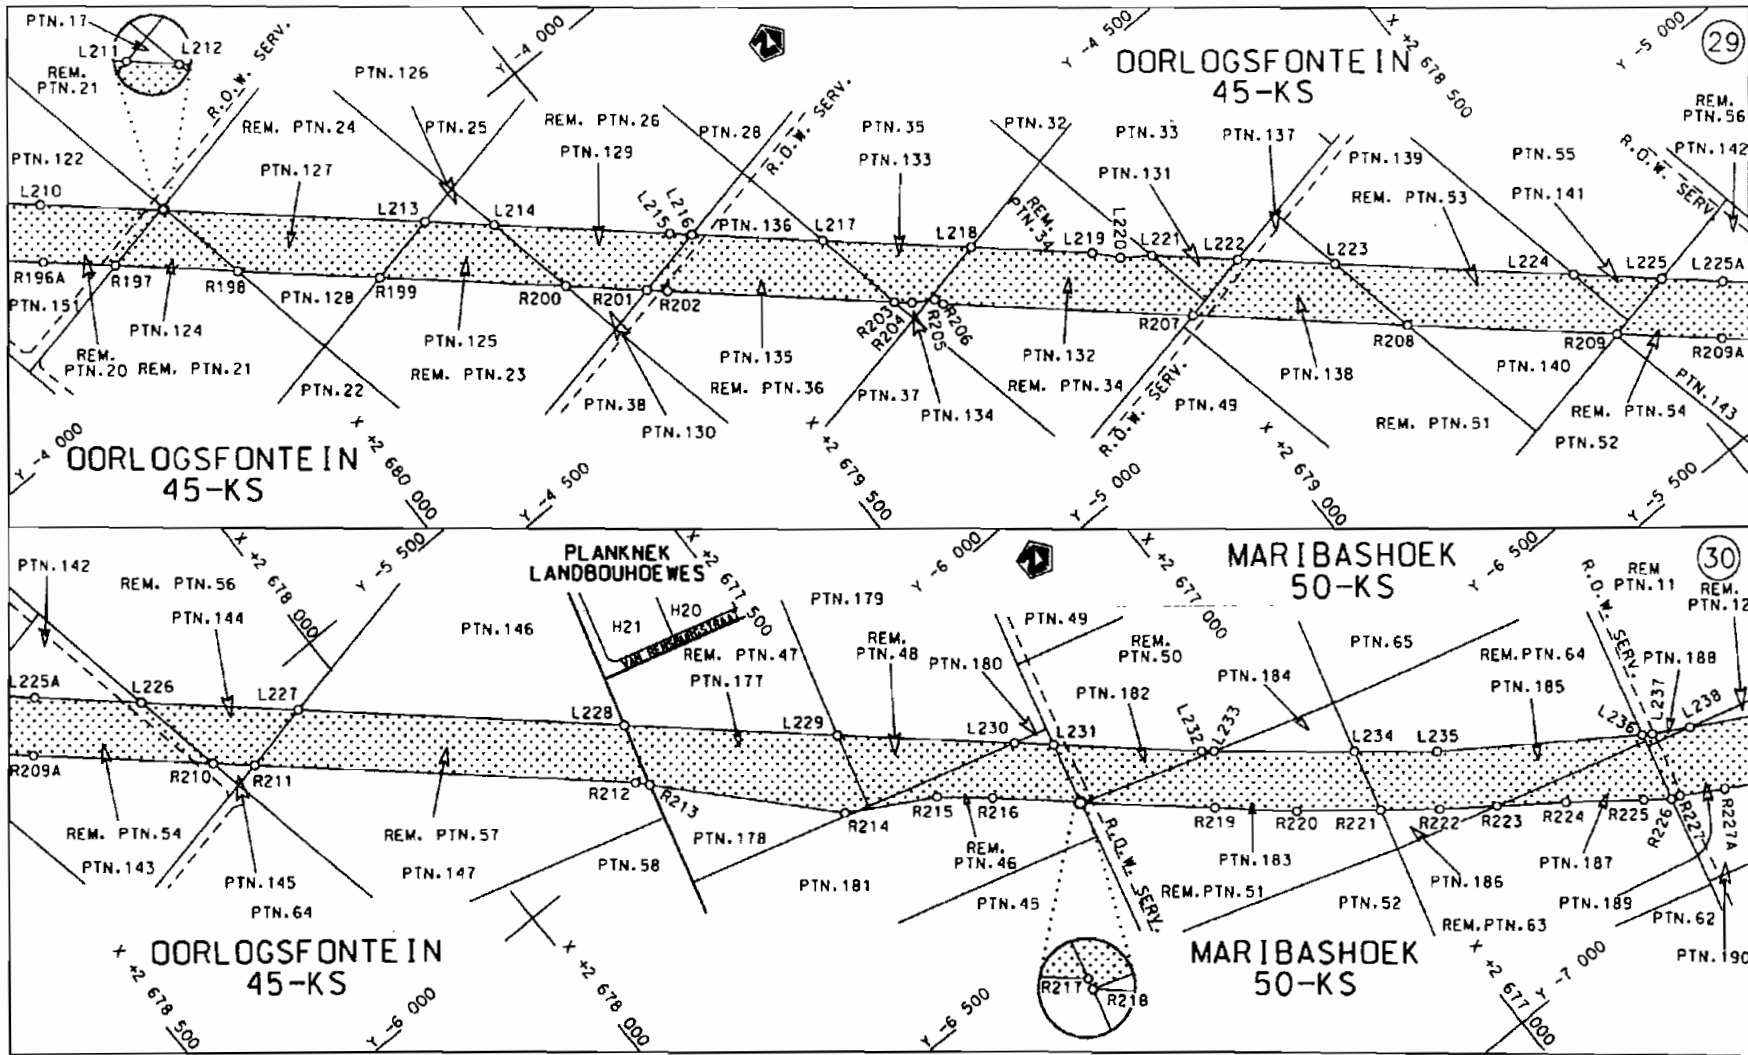 PTN.17
L211
L212
REM.
PTN.21
R.O.W. SERV.
PTN.126
Y -4 000
Y -4 500
OORLOGSFONTEIN
45-KS
X +2 678 500
Y -5 000
29
REM.
PTN.56
PTN.122
REM. PTN.24
PTN.25
REM. PTN.26
PTN.28
R.O.W. SERV.
PTN.35
PTN.32
PTN.33
PTN.137
PTN.139
PTN.55
R.O.W. SERV.
PTN.142
L210
PTN.127
PTN.129
PTN.133
PTN.131
REM. PTN.53
PTN.141
L213
L214
L215
L216
PTN.136
L217
L218
REM.
PTN.34
L219
L220
L221
L222
L223
L224
L225
L225A
R196A
R197
R198
R199
R200
R201
R202
R203
R204
R205
R206
R207
R208
R209
R209A
PTN.151
REM.
PTN.20
PTN.124
REM. PTN.21
PTN.128
PTN.22
PTN.125
REM. PTN.23
PTN.38
PTN.130
PTN.135
REM. PTN.36
PTN.37
PTN.134
PTN.132
REM. PTN.34
R.O.W. SERV.
PTN.49
PTN.138
REM. PTN.51
PTN.140
REM. PTN.54
PTN.52
PTN.143
Y -4 000
OORLOGSFONTEIN
45-KS
X +2 680 000
Y -4 500
X +2 679 500
Y -5 000
X +2 679 000
Y -5 500
PTN.142
REM. PTN.56
X +2 678 000
Y -5 500
PLANKNEK
LANDBOUHOEWES
X +2 677 500
Y -6 000
MARIBASHOEK
50-KS
X +2 677 000
Y -6 500
R.O.W. SERV.
REM
PTN.11
30
REM.
PTN.12
PTN.144
PTN.146
H21
H20
VAN RENSBURGSTRAAT
REM. PTN.47
PTN.177
PTN.179
REM.
PTN.48
PTN.180
PTN.49
REM.
PTN.50
PTN.182
PTN.184
PTN.65
REM.PTN.64
PTN.185
PTN.188
L225A
L226
L227
L228
L229
L230
L231
L232
L233
L234
L235
L236
L237
L238
R209A
R210
R211
R212
R213
R214
R215
R216
R219
R220
R221
R222
R223
R224
R225
R226
R227
R227A
REM. PTN.54
PTN.143
PTN.145
PTN.64
REM. PTN.57
PTN.147
PTN.58
PTN.178
PTN.181
REM.
PTN.46
PTN.45
R.O.W. SERV.
PTN.183
REM.PTN.51
PTN.52
PTN.186
REM.PTN.63
PTN.187
PTN.189
PTN.62
PTN.190
R217
R218
OORLOGSFONTEIN
45-KS
+2 678 500
Y -6 000
X +2 678 000
Y -6 500
MARIBASHOEK
50-KS
X +2 677 000
Y -7 000